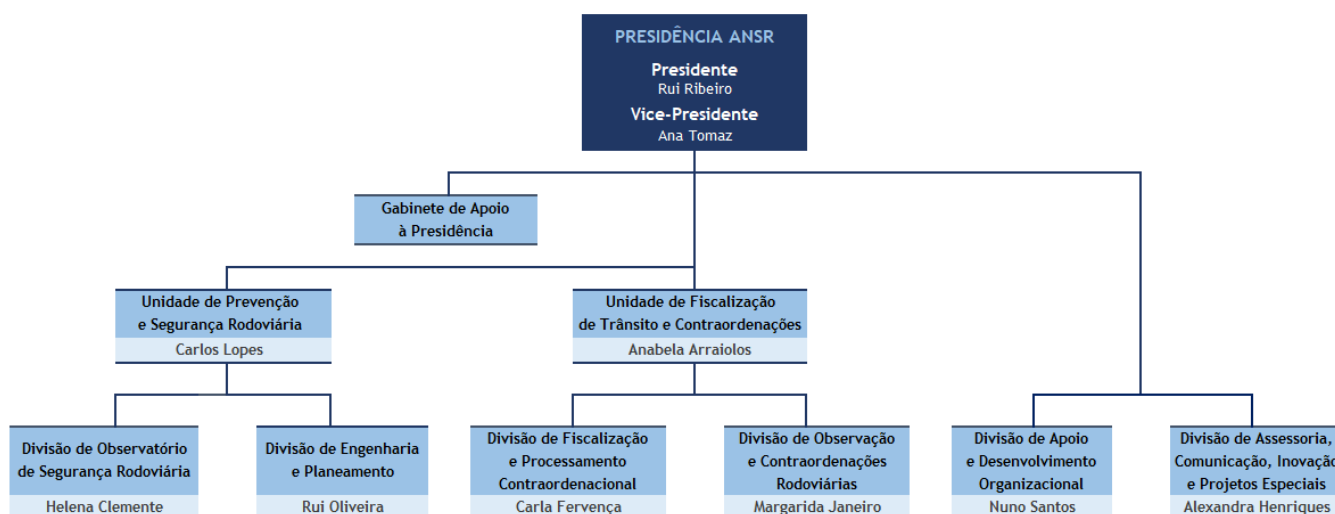 PRESIDÊNCIA ANSR
Presidente
Rui Ribeiro
Vice-Presidente
Ana Tomaz
Gabinete de Apoio
à Presidência
Unidade de Prevenção
e Segurança Rodoviária
Carlos Lopes
Unidade de Fiscalização
de Trânsito e Contraordenações
Anabela Arraiolos
Divisão de Observatório
de Segurança Rodoviária
Helena Clemente
Divisão de Engenharia
e Planeamento
Rui Oliveira
Divisão de Fiscalização
e Processamento
Contraordenacional
Carla Fervença
Divisão de Observação
e Contraordenações
Rodoviárias
Margarida Janeiro
Divisão de Apoio
e Desenvolvimento
Organizacional
Nuno Santos
Divisão de Assessoria,
Comunicação, Inovação
e Projetos Especiais
Alexandra Henriques